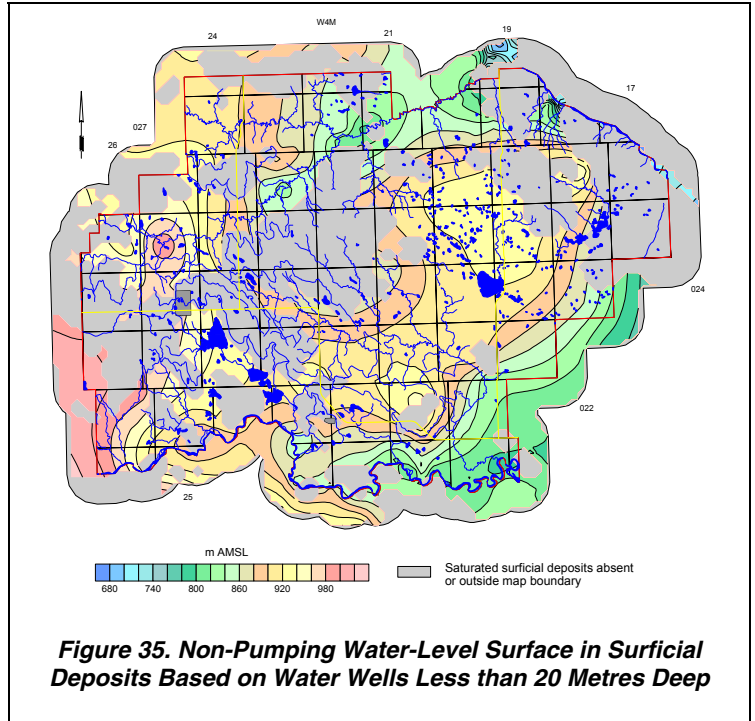 W4M
24
21
19
17
027
26
024
022
25
m AMSL
680 740 800 860 920 980
Saturated surficial deposits absent
or outside map boundary
Figure 35. Non-Pumping Water-Level Surface in Surficial
Deposits Based on Water Wells Less than 20 Metres Deep